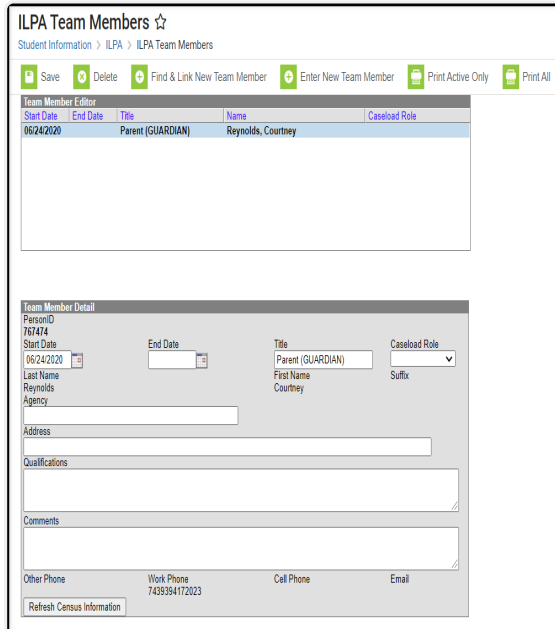 ILPA Team Members ☆
Student Information > ILPA > ILPA Team Members
Save Delete Find & Link New Team Member Enter New Team Member Print Active Only Print All
Team Member Editor
Start Date End Date Title Name Caseload Role
06/24/2020 Parent (GUARDIAN) Reynolds, Courtney
Team Member Detail
PersonID
767474
Start Date End Date Title Caseload Role
06/24/2020 Parent (GUARDIAN)
Last Name First Name Suffix
Reynolds Courtney
Agency
Address
Qualifications
Comments
Other Phone Work Phone Cell Phone Email
7439394172023
Refresh Census Information